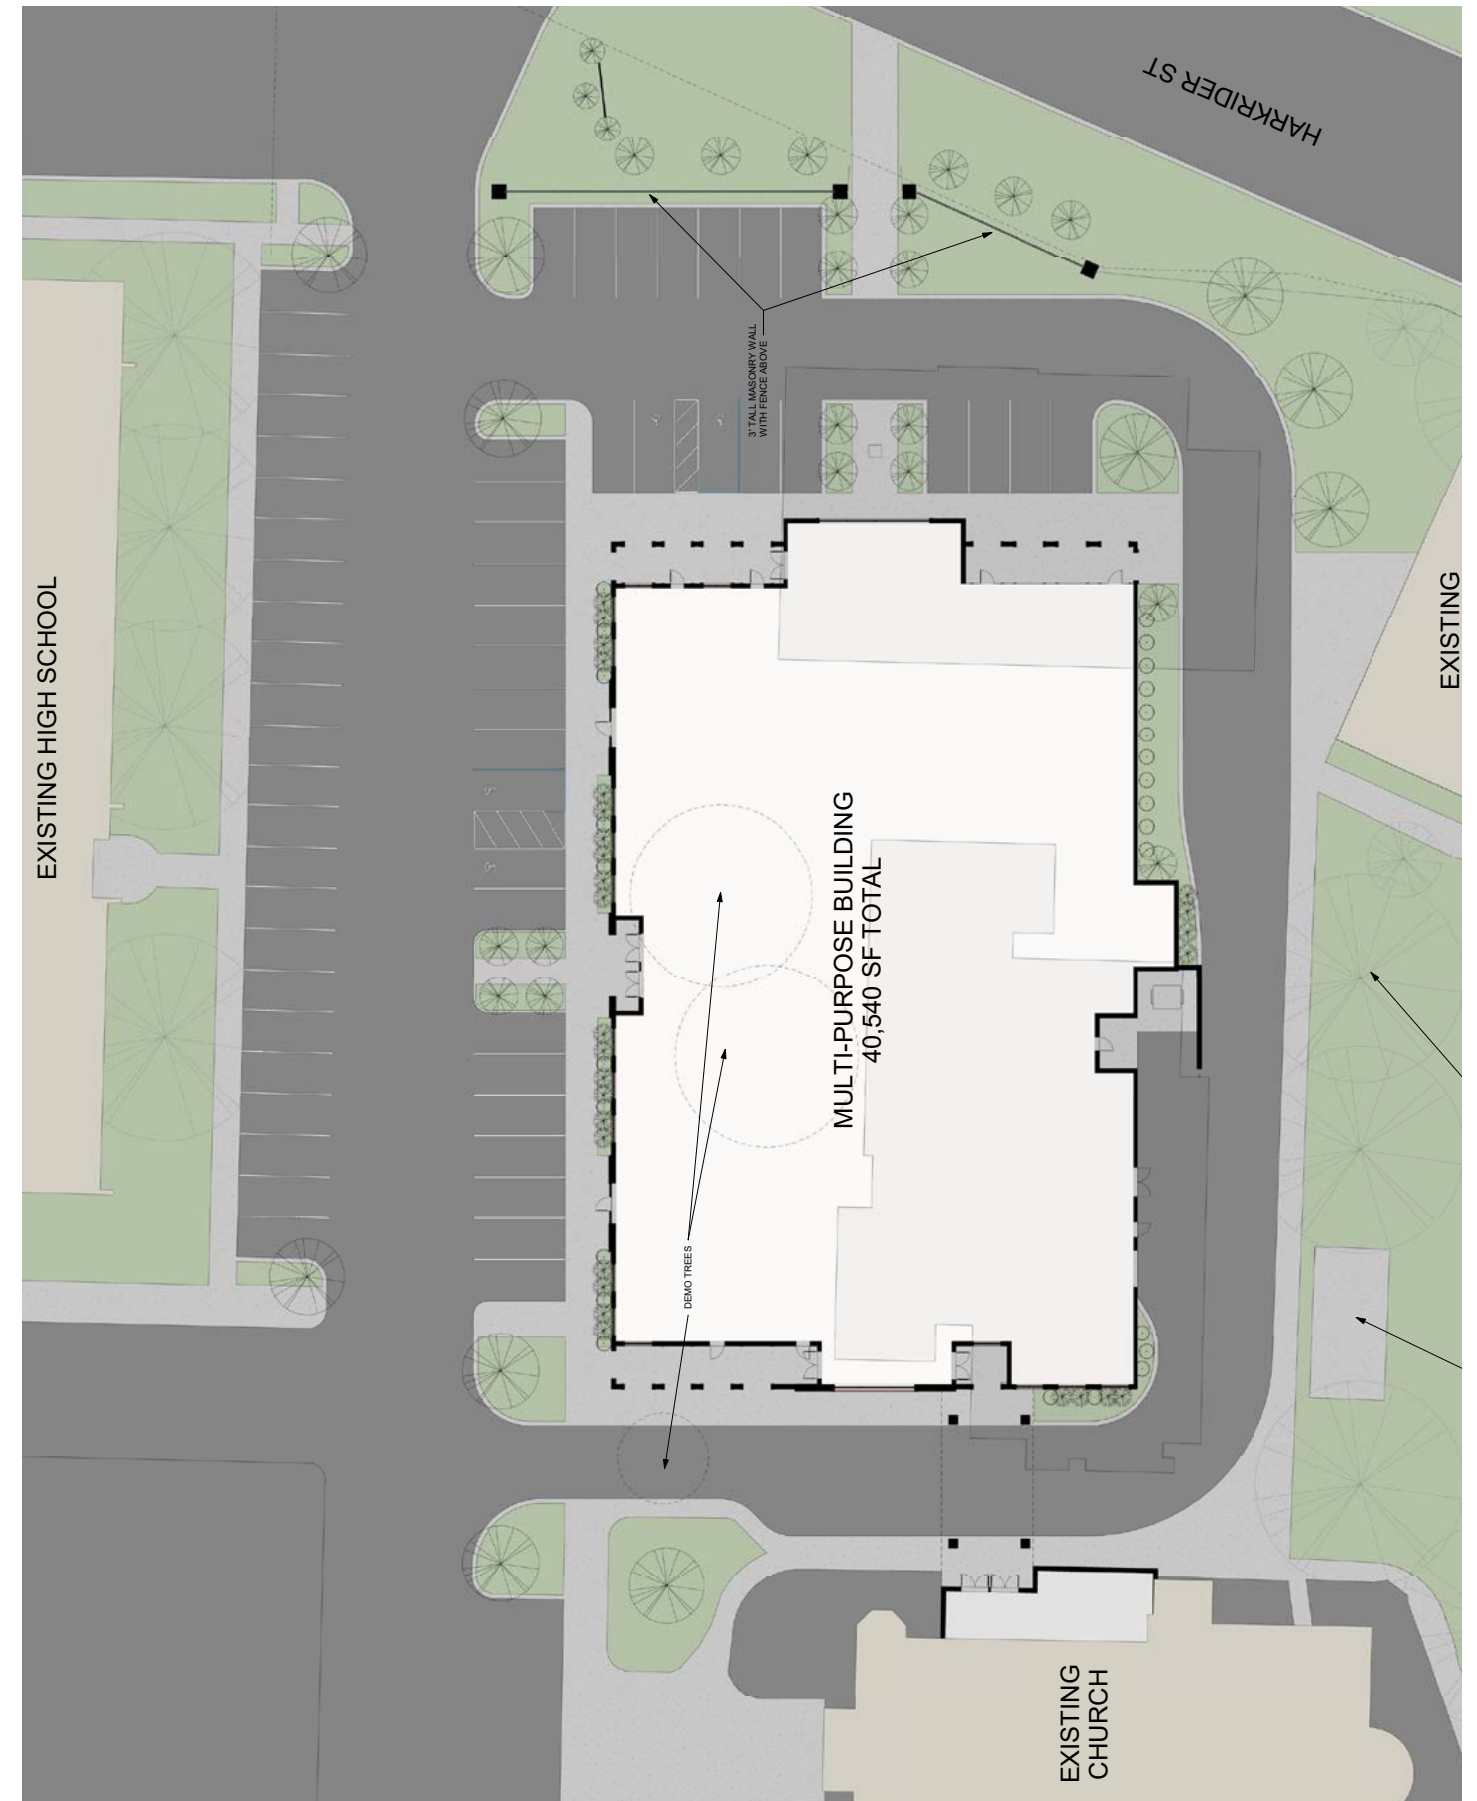 HARKRIDER ST
3' TALL MASONRY WALL
WITH FENCE ABOVE
EXISTING HIGH SCHOOL
EXISTING
MULTI-PURPOSE BUILDING
40,540 SF TOTAL
DEMO TREES
EXISTING
CHURCH